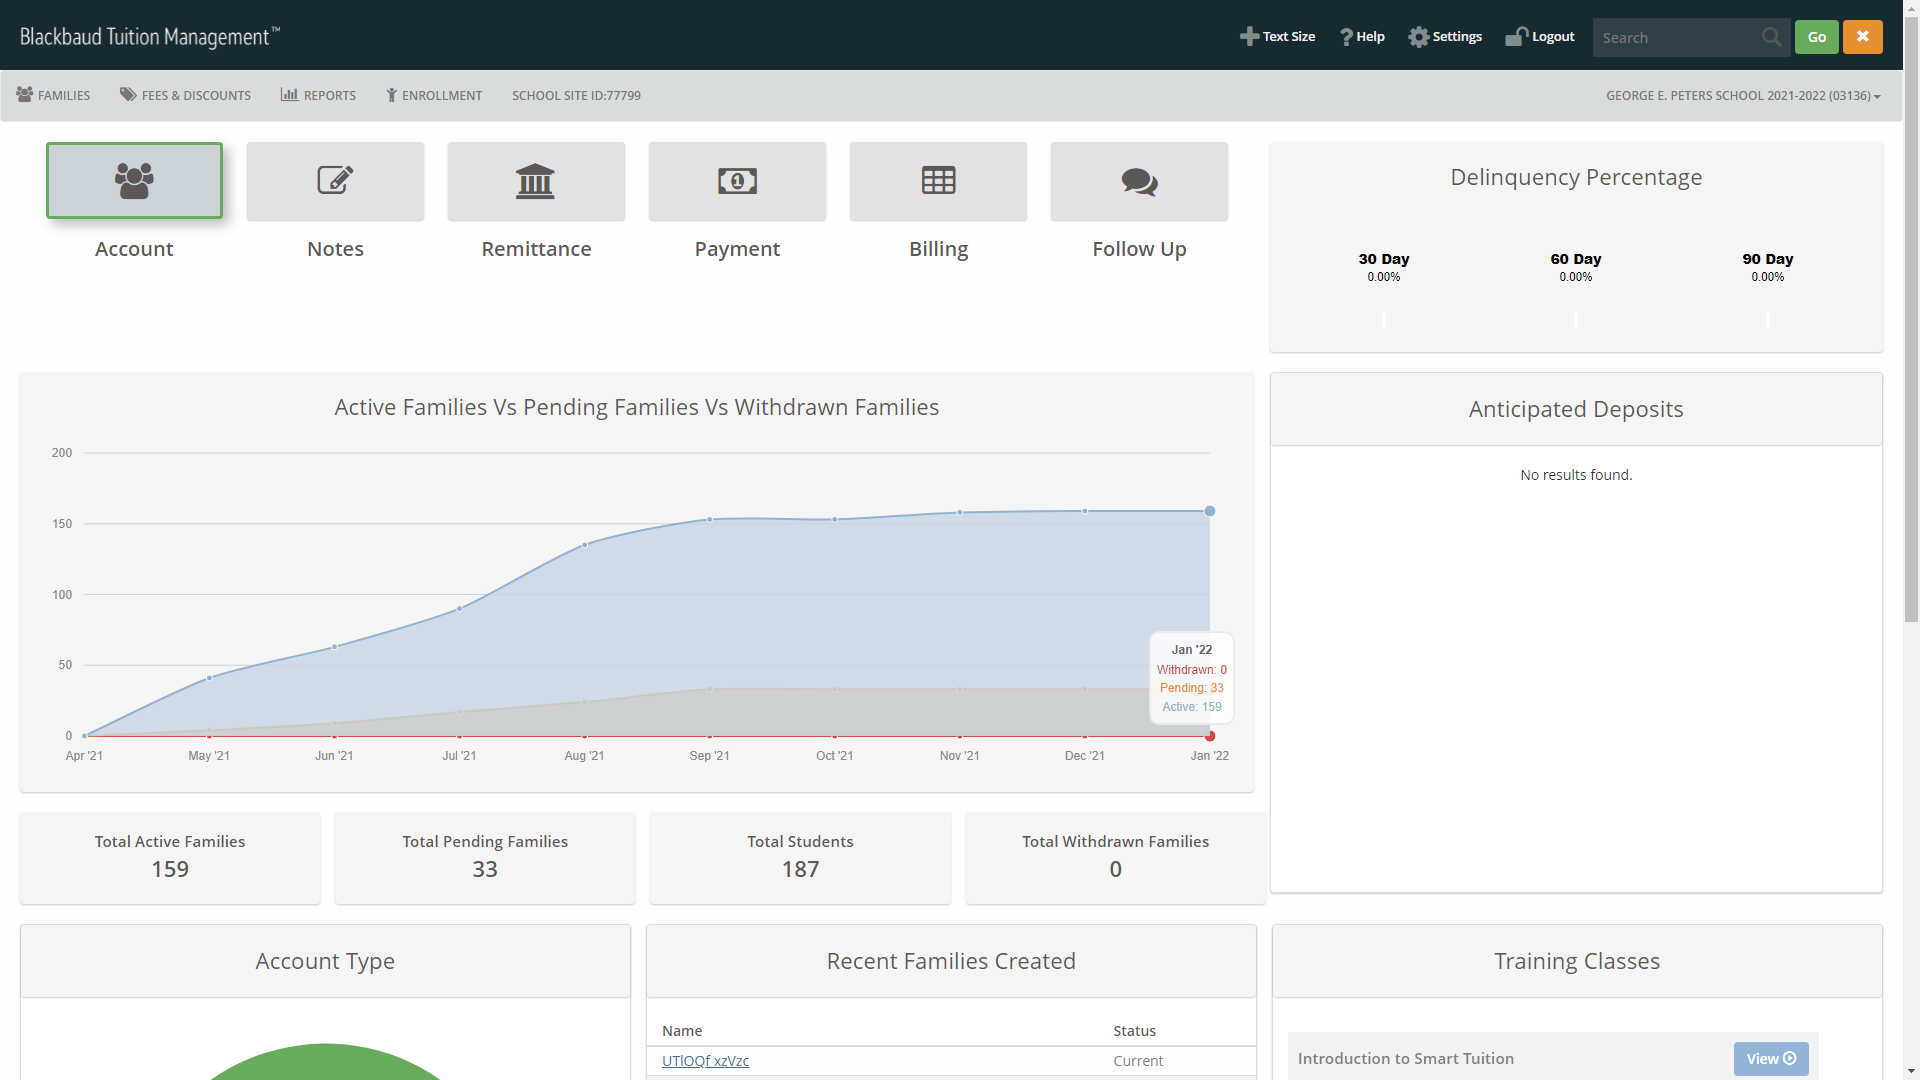 Blackbaud Tuition Management™
Text Size
Help
Settings
Logout
Search
Go
FAMILIES
FEES & DISCOUNTS
REPORTS
ENROLLMENT
SCHOOL SITE ID:77799
GEORGE E. PETERS SCHOOL 2021-2022 (03136)
Account
Notes
Remittance
Payment
Billing
Follow Up
Delinquency Percentage
30 Day
0.00%
60 Day
0.00%
90 Day
0.00%
Active Families Vs Pending Families Vs Withdrawn Families
200
150
100
50
0
Apr '21
May '21
Jun '21
Jul '21
Aug '21
Sep '21
Oct '21
Nov '21
Dec '21
Jan '22
Jan '22
Withdrawn: 0
Pending: 33
Active: 159
Anticipated Deposits
No results found.
Total Active Families
159
Total Pending Families
33
Total Students
187
Total Withdrawn Families
0
Account Type
Recent Families Created
Name
Status
UTlOQf xzVzc
Current
Training Classes
Introduction to Smart Tuition
View